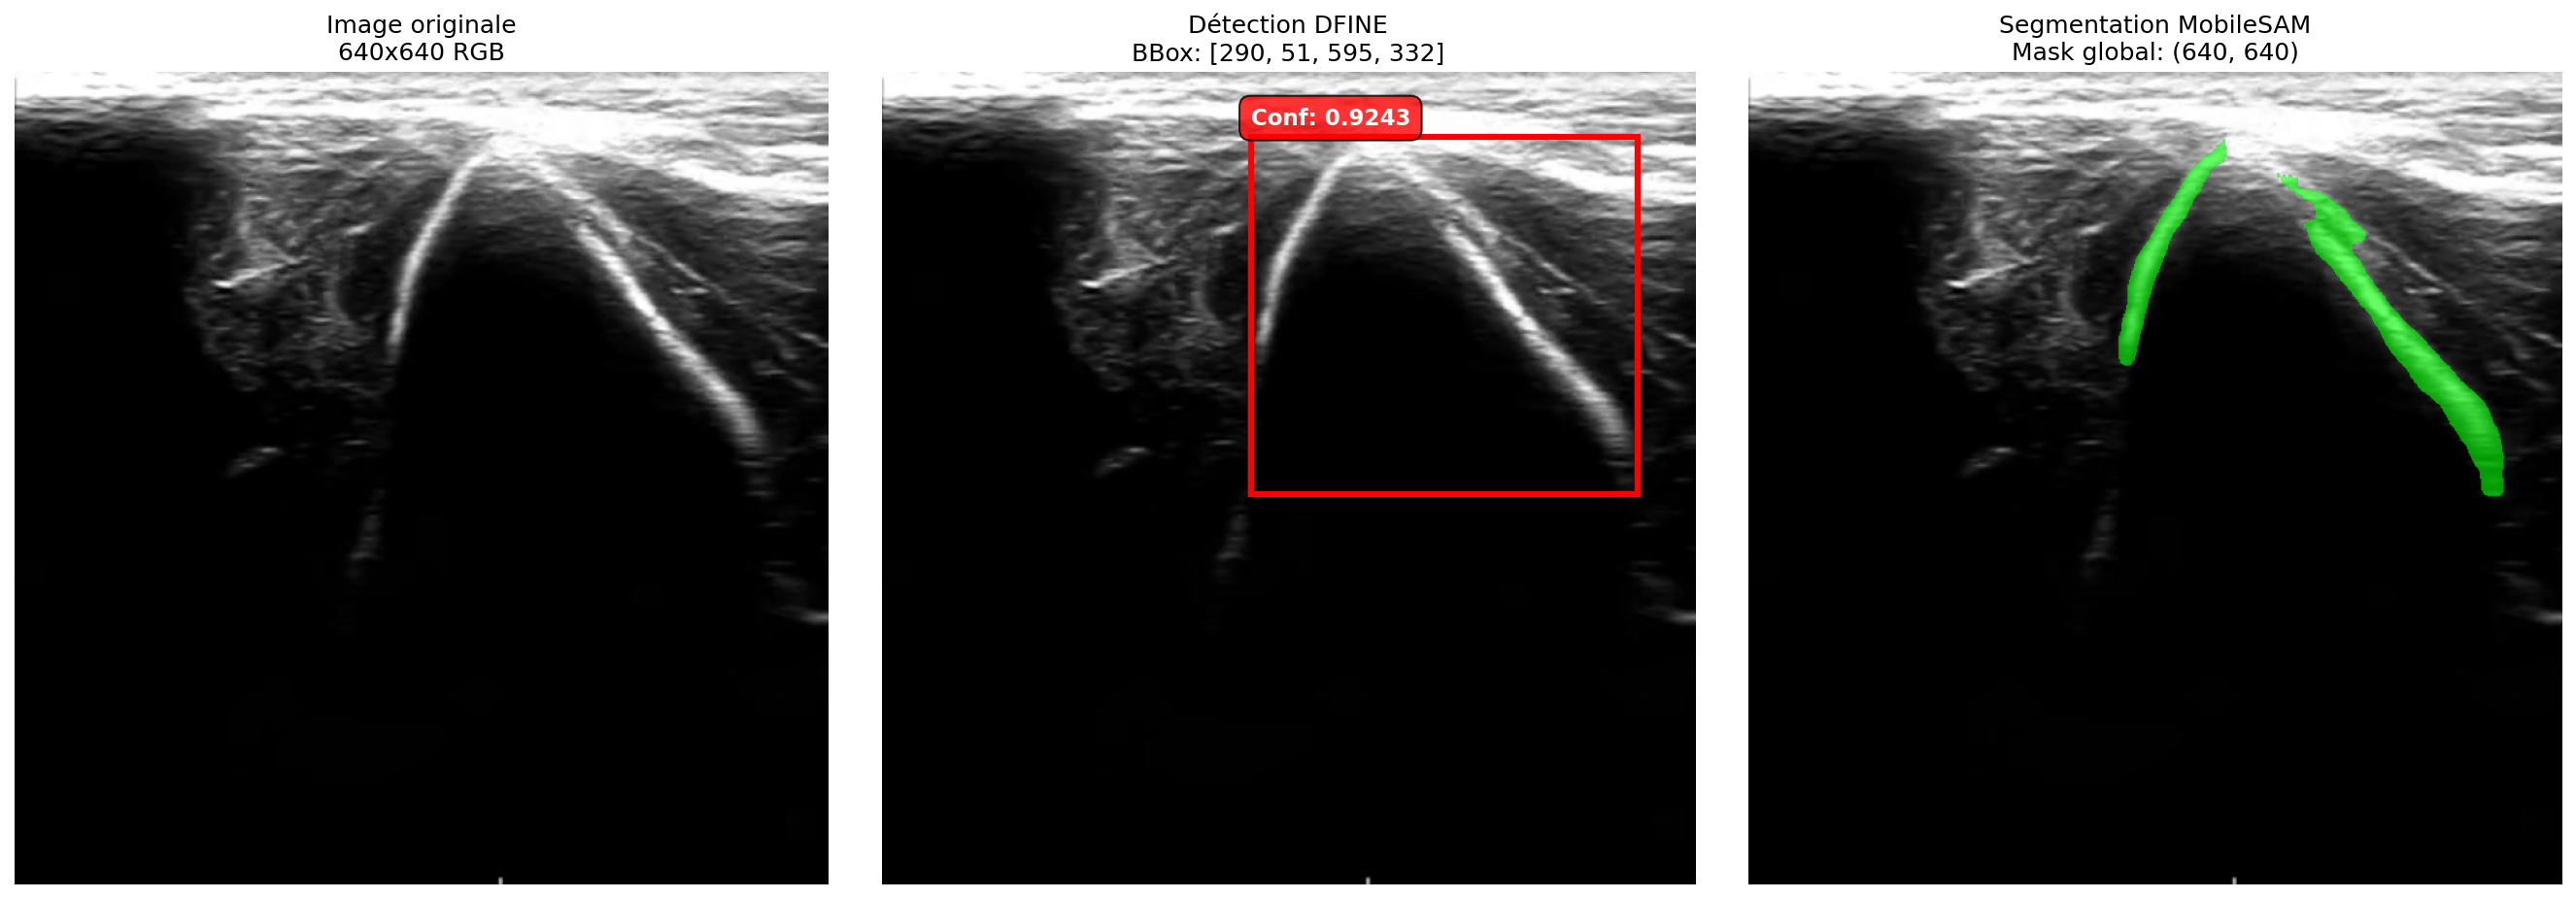 Image originale
640x640 RGB
Détection DFINE
BBox: [290, 51, 595, 332]
Conf: 0.9243
Segmentation MobileSAM
Mask global: (640, 640)